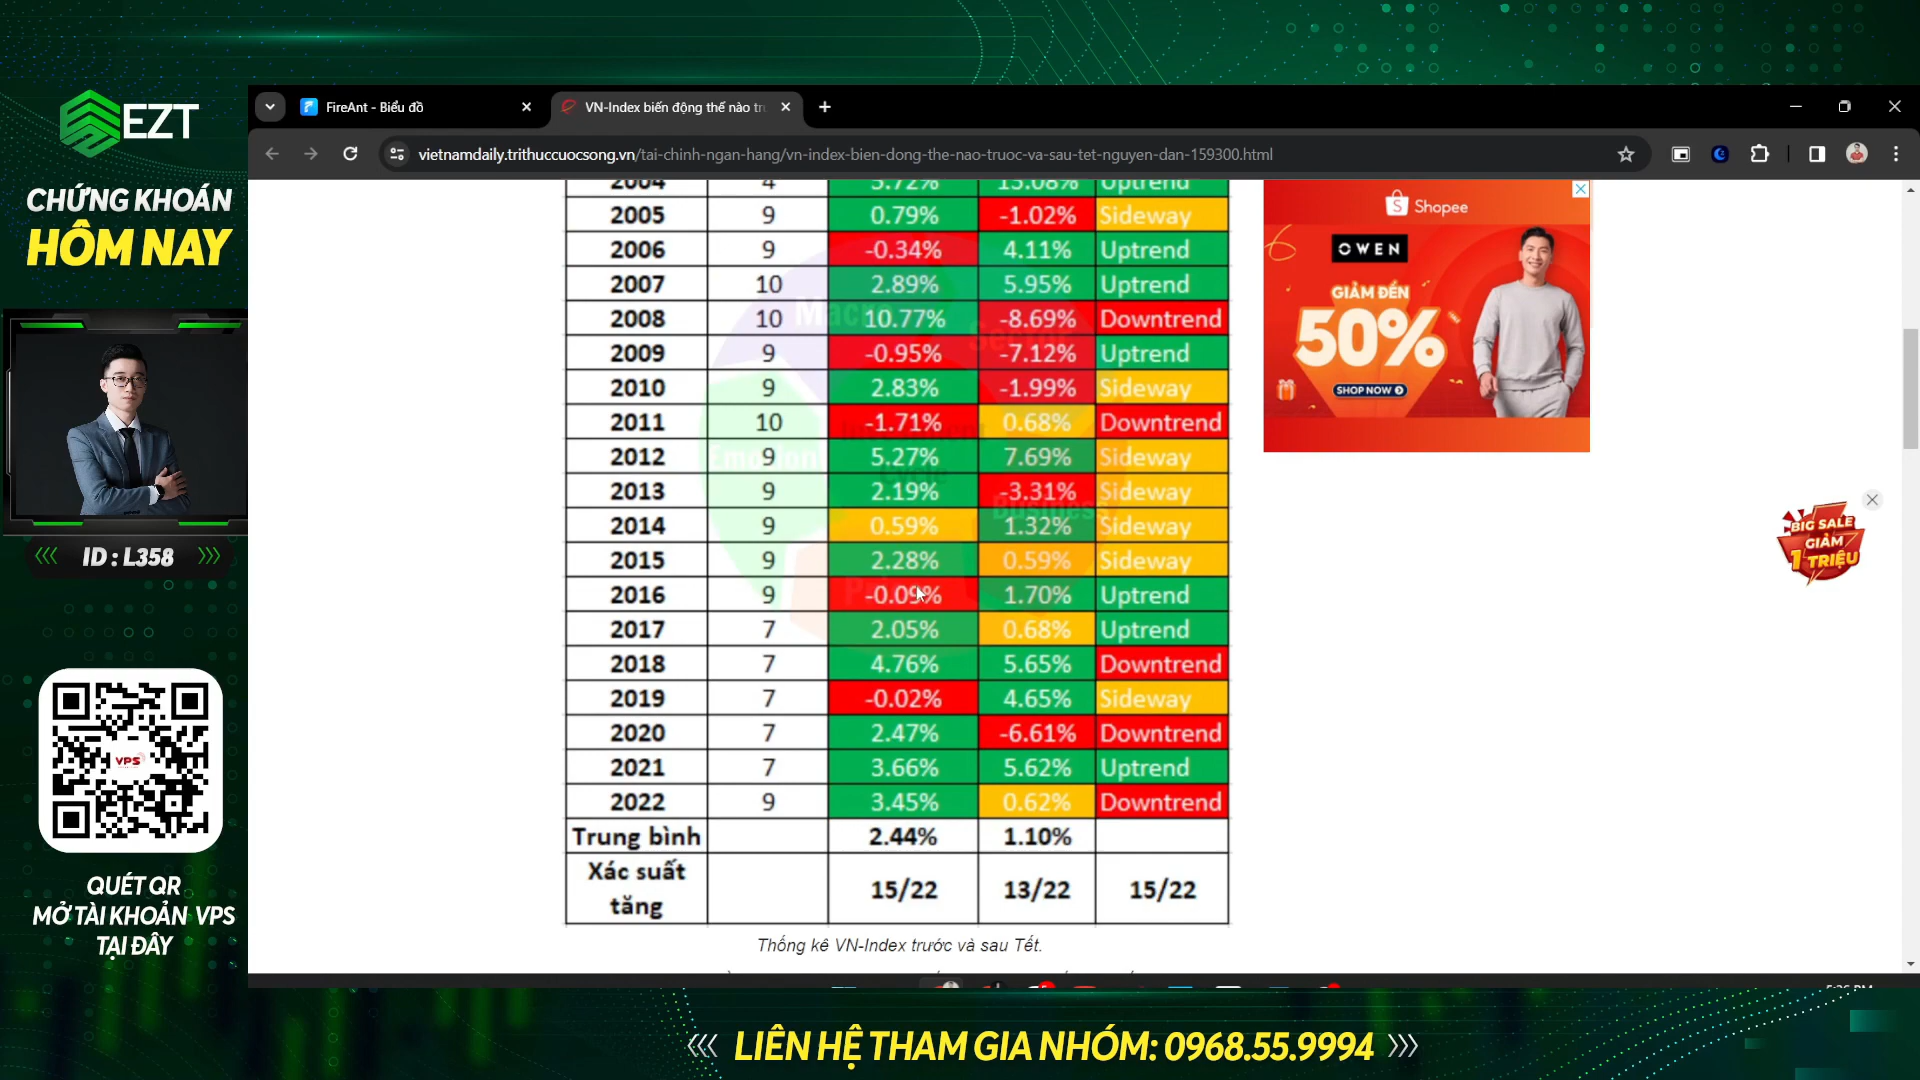 EZT
CHỨNG KHOÁN
HÔM NAY
ID : L358
VPS
QUÉT QR
MỞ TÀI KHOẢN VPS
TẠI ĐÂY
FireAnt - Biểu đồ
VN-Index biến động thế nào trư
vietnamdaily.trithuccuocsong.vn/tai-chinh-ngan-hang/vn-index-bien-dong-the-nao-truoc-va-sau-tet-nguyen-dan-159300.html
2004 4 5.72% 15.08% Uptrend
2005 9 0.79% -1.02% Sideway
2006 9 -0.34% 4.11% Uptrend
2007 10 2.89% 5.95% Uptrend
2008 10 10.77% -8.69% Downtrend
2009 9 -0.95% -7.12% Uptrend
2010 9 2.83% -1.99% Sideway
2011 10 -1.71% 0.68% Downtrend
2012 9 5.27% 7.69% Sideway
2013 9 2.19% -3.31% Sideway
2014 9 0.59% 1.32% Sideway
2015 9 2.28% 0.59% Sideway
2016 9 -0.09% 1.70% Uptrend
2017 7 2.05% 0.68% Uptrend
2018 7 4.76% 5.65% Downtrend
2019 7 -0.02% 4.65% Sideway
2020 7 2.47% -6.61% Downtrend
2021 7 3.66% 5.62% Uptrend
2022 9 3.45% 0.62% Downtrend
Trung bình 2.44% 1.10%
Xác suất
tăng 15/22 13/22 15/22
Thống kê VN-Index trước và sau Tết.
Shopee
OWEN
GIẢM ĐẾN
50%
SHOP NOW
BIG SALE
GIẢM
1 TRIỆU
LIÊN HỆ THAM GIA NHÓM: 0968.55.9994